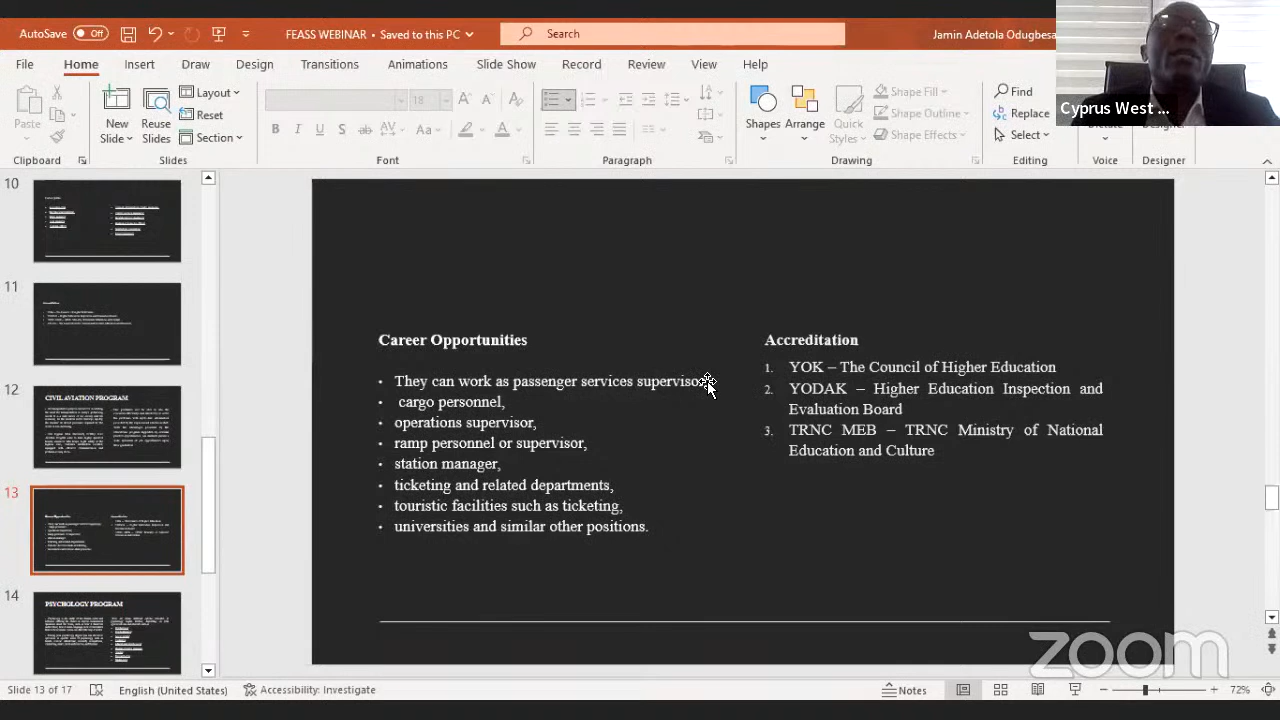 AutoSave Off FEASS WEBINAR • Saved to this PC Search Jamin Adetola Odugbesa
File Home Insert Draw Design Transitions Animations Slide Show Record Review View Help
Cyprus West ...
Paste
New Slide
Reuse Slides
Layout
Reset
Section
18
B I U S AV Aa A
Shapes
Arrange
Quick Styles
Shape Fill
Shape Outline
Shape Effects
Find
Replace
Select
Clipboard Slides Font Paragraph Drawing Editing Voice Designer
10
11
12
CIVIL AVIATION PROGRAM
13
14
PSYCHOLOGY PROGRAM
Career Opportunities
• They can work as passenger services supervisor,
• cargo personnel,
• operations supervisor,
• ramp personnel or supervisor,
• station manager,
• ticketing and related departments,
• touristic facilities such as ticketing,
• universities and similar other positions.
Accreditation
1. YOK – The Council of Higher Education
2. YODAK – Higher Education Inspection and
Evaluation Board
3. TRNC MEB – TRNC Ministry of National
Education and Culture
zoom
Slide 13 of 17 English (United States) Accessibility: Investigate Notes 72%